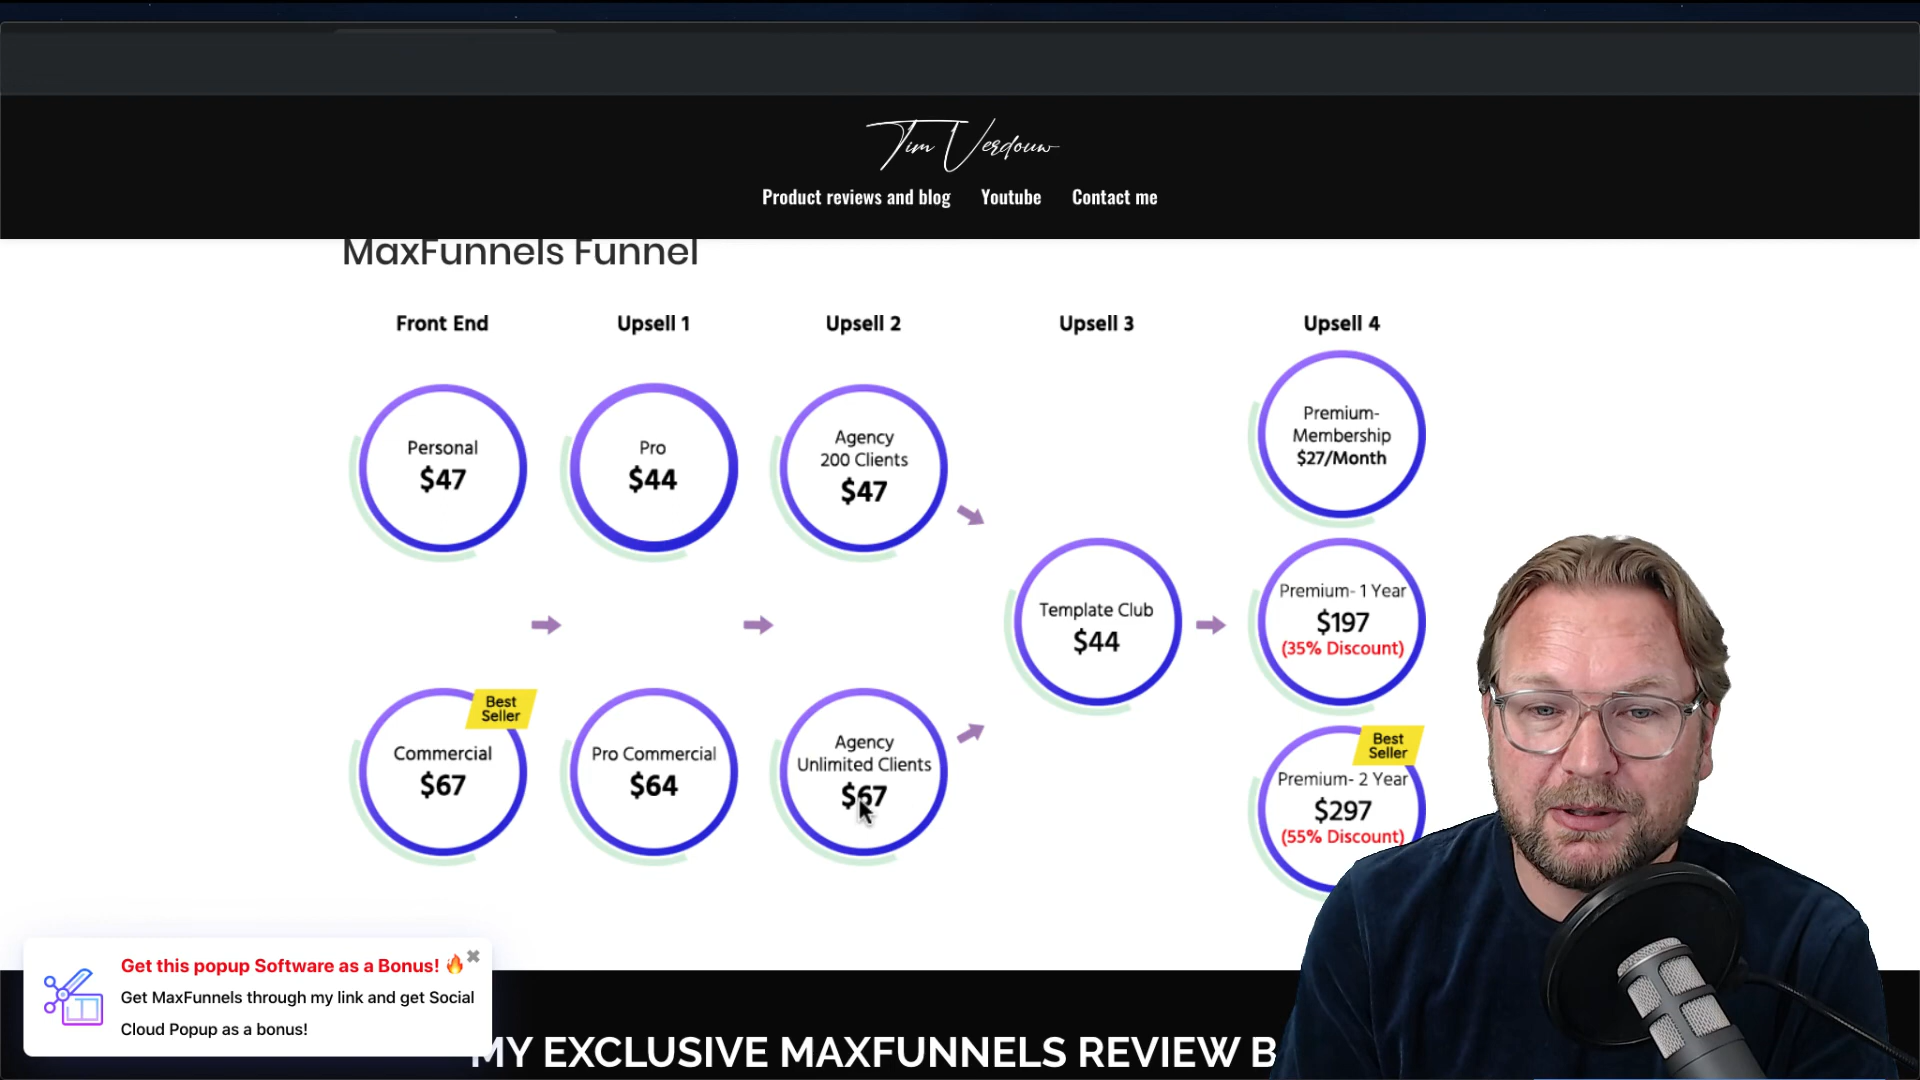 Tim Verdouw
Product reviews and blog Youtube Contact me
MaxFunnels Funnel
Front End Upsell 1 Upsell 2 Upsell 3 Upsell 4
Personal
$47
Pro
$44
Agency
200 Clients
$47
Premium-
Membership
$27/Month
Template Club
$44
Premium- 1 Year
$197
(35% Discount)
Best
Seller
Commercial
$67
Pro Commercial
$64
Agency
Unlimited Clients
$67
Best
Seller
Premium- 2 Year
$297
(55% Discount)
Get this popup Software as a Bonus! 🔥
Get MaxFunnels through my link and get Social
Cloud Popup as a bonus!
MY EXCLUSIVE MAXFUNNELS REVIEW B